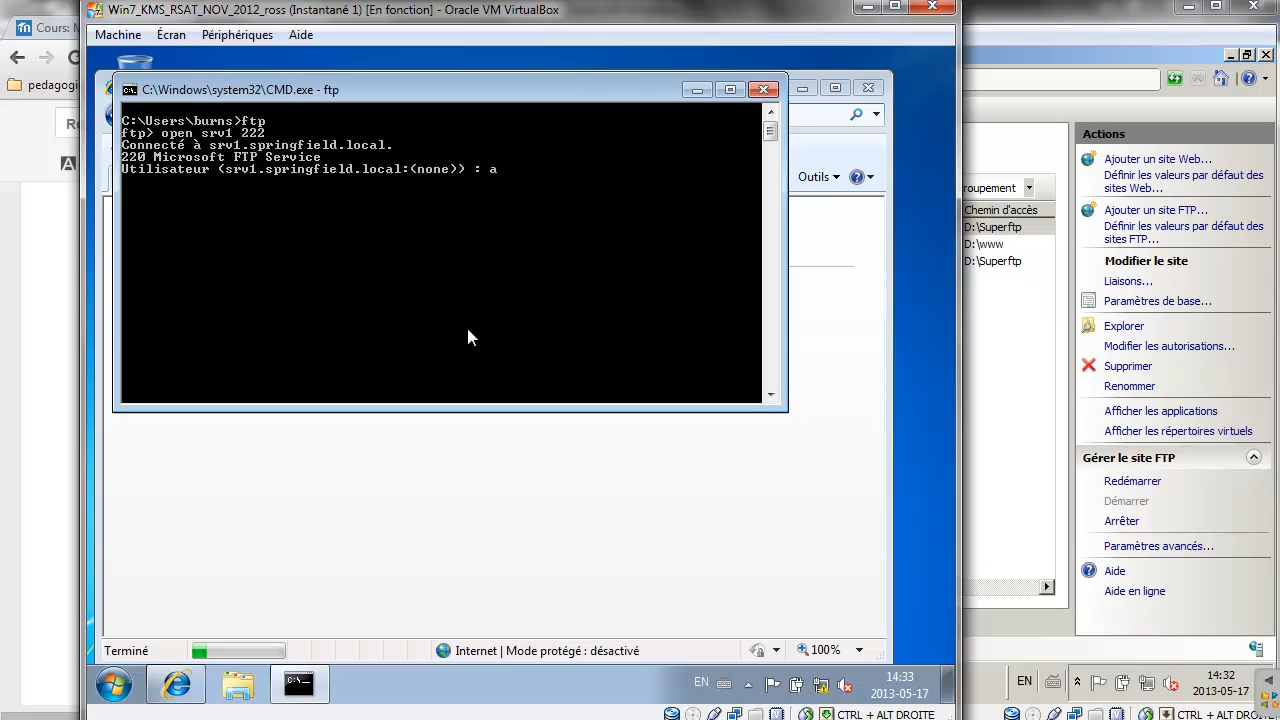 Win7_KMS_RSAT_NOV_2012_ross (Instantané 1) [En fonction] - Oracle VM VirtualBox
Machine Écran Périphériques Aide
Cours: M
pedagogi
C:\Windows\system32\CMD.exe - ftp
C:\Users\burns>ftp
ftp> open srv1 222
Connecté à srv1.springfield.local.
220 Microsoft FTP Service
Utilisateur (srv1.springfield.local:(none)) : a
Outils
Terminé
Internet | Mode protégé : désactivé
100%
EN
14:33
2013-05-17
CTRL + ALT DROITE
roupement
Chemin d'accès
D:\Superftp
D:\www
D:\Superftp
Actions
Ajouter un site Web...
Définir les valeurs par défaut des
sites Web...
Ajouter un site FTP...
Définir les valeurs par défaut des
sites FTP...
Modifier le site
Liaisons...
Paramètres de base...
Explorer
Modifier les autorisations...
Supprimer
Renommer
Afficher les applications
Afficher les répertoires virtuels
Gérer le site FTP
Redémarrer
Démarrer
Arrêter
Paramètres avancés...
Aide
Aide en ligne
EN
14:32
2013-05-17
CTRL + ALT DROITE